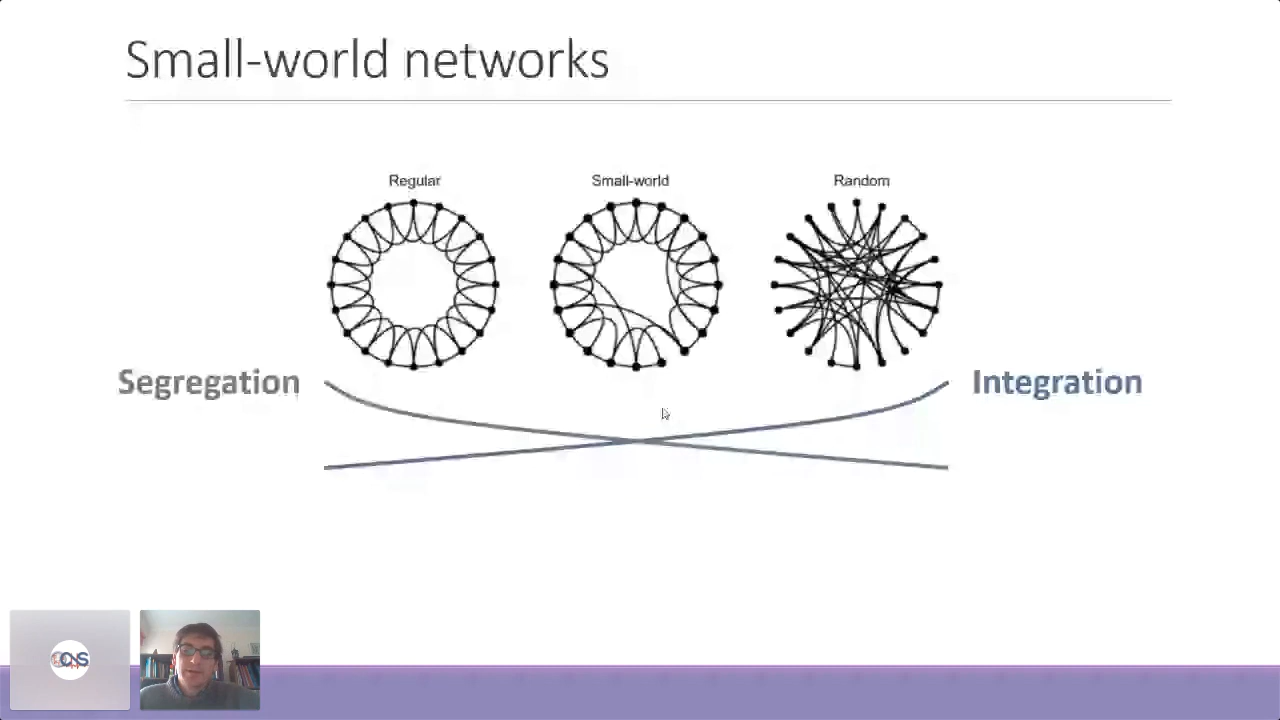 Small-world networks
Regular
Small-world
Random
Segregation
Integration